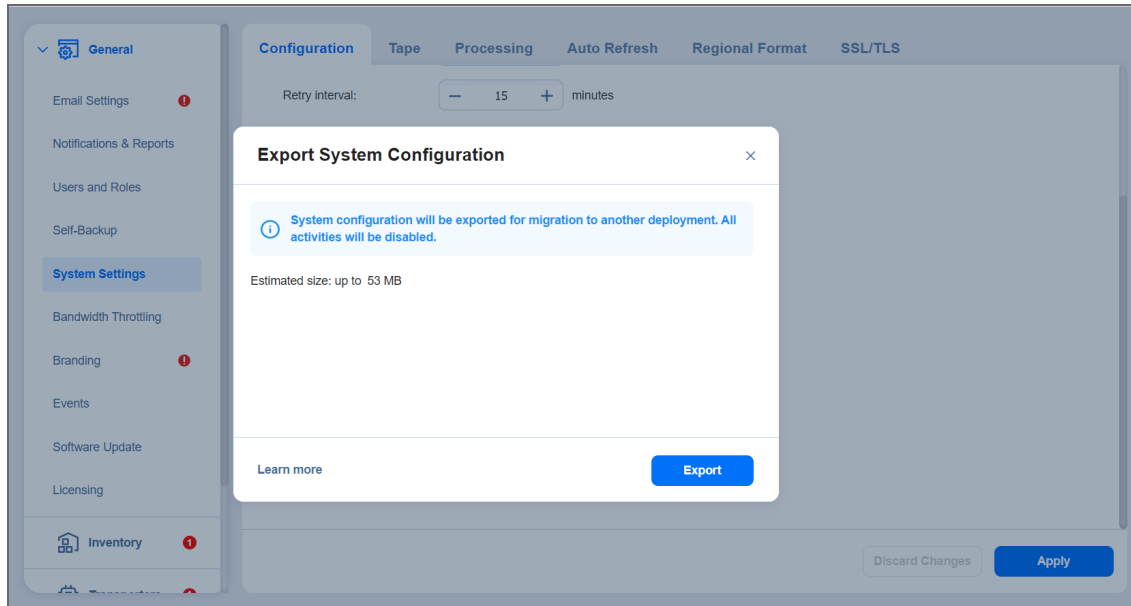 General
Configuration Tape Processing Auto Refresh Regional Format SSL/TLS
Email Settings
Retry interval: 15 minutes
Notifications & Reports
Users and Roles
Self-Backup
System Settings
Bandwidth Throttling
Branding
Events
Software Update
Licensing
Inventory 1
Export System Configuration
System configuration will be exported for migration to another deployment. All
activities will be disabled.
Estimated size: up to 53 MB
Learn more
Export
Discard Changes
Apply